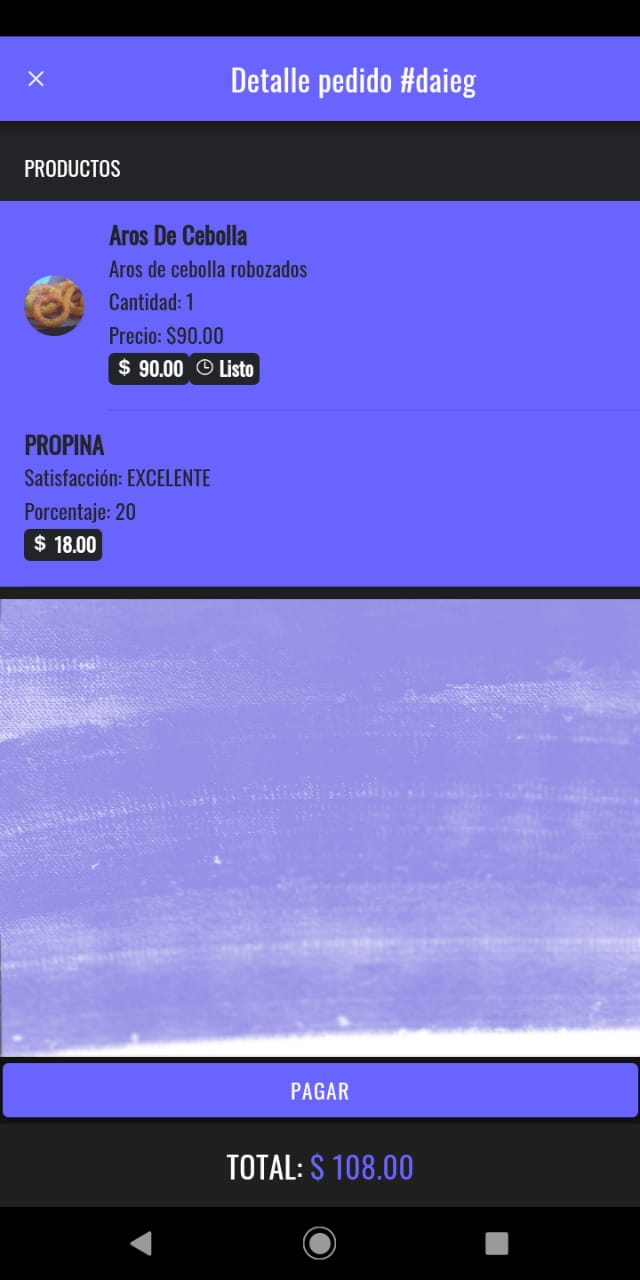 Detalle pedido #daieg
PRODUCTOS
Aros De Cebolla
Aros de cebolla robozados
Cantidad: 1
Precio: $90.00
$ 90.00 Listo
PROPINA
Satisfacción: EXCELENTE
Porcentaje: 20
$ 18.00
PAGAR
TOTAL: $ 108.00